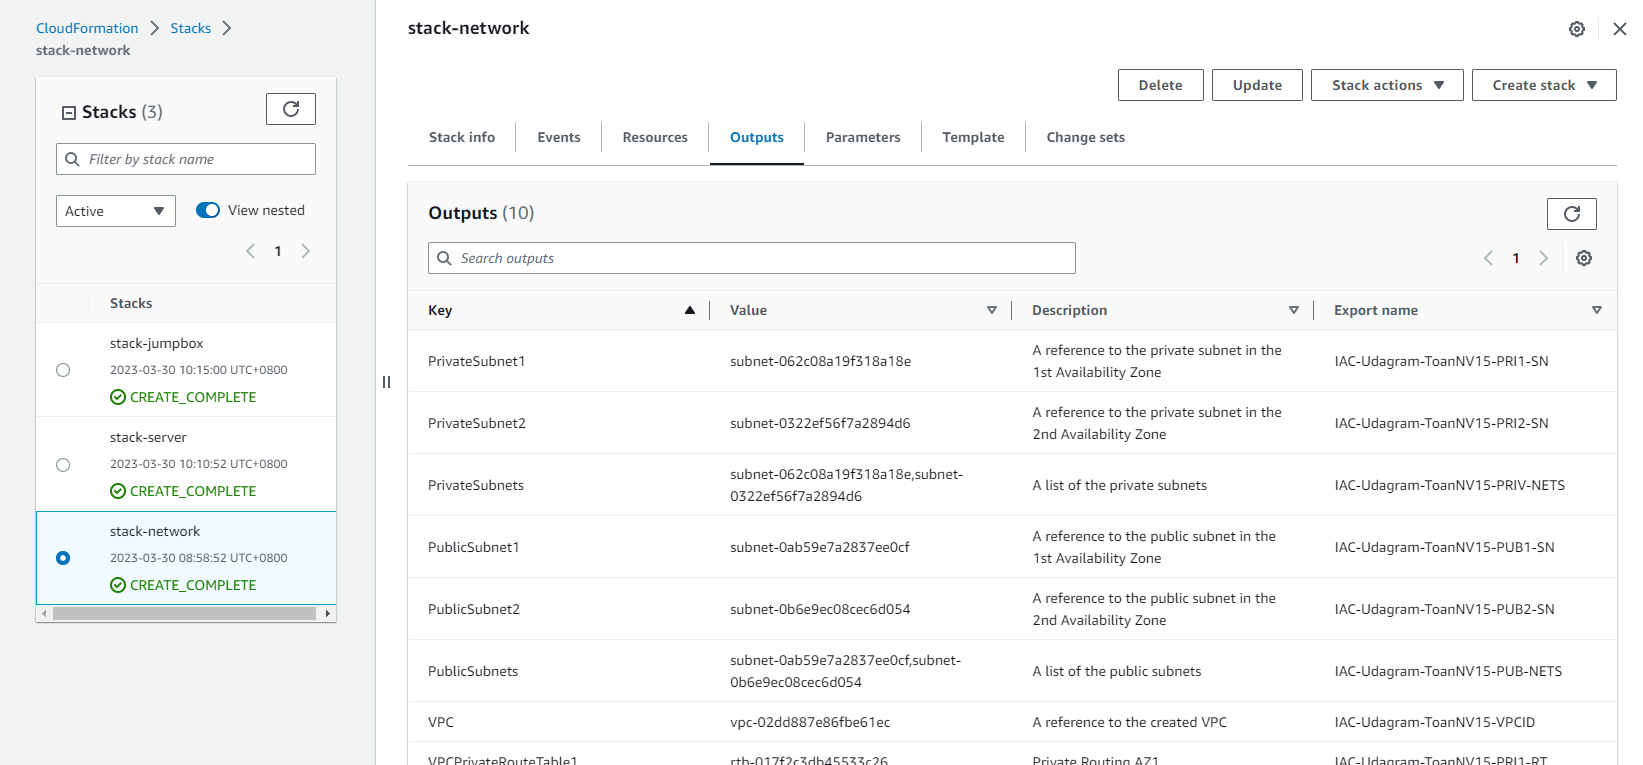 CloudFormation
Stacks
stack-network
Stacks (3)
Filter by stack name
Active
View nested
1
Stacks
stack-jumpbox
2023-03-30 10:15:00 UTC+0800
CREATE_COMPLETE
stack-server
2023-03-30 10:10:52 UTC+0800
CREATE_COMPLETE
stack-network
2023-03-30 08:58:52 UTC+0800
CREATE_COMPLETE
stack-network
Delete
Update
Stack actions
Create stack
Stack info
Events
Resources
Outputs
Parameters
Template
Change sets
Outputs (10)
Search outputs
1
Key
Value
Description
Export name
PrivateSubnet1
subnet-062c08a19f318a18e
A reference to the private subnet in the
1st Availability Zone
IAC-Udagram-ToanNV15-PRI1-SN
PrivateSubnet2
subnet-0322ef56f7a2894d6
A reference to the private subnet in the
2nd Availability Zone
IAC-Udagram-ToanNV15-PRI2-SN
PrivateSubnets
subnet-062c08a19f318a18e,subnet-
0322ef56f7a2894d6
A list of the private subnets
IAC-Udagram-ToanNV15-PRIV-NETS
PublicSubnet1
subnet-0ab59e7a2837ee0cf
A reference to the public subnet in the
1st Availability Zone
IAC-Udagram-ToanNV15-PUB1-SN
PublicSubnet2
subnet-0b6e9ec08cec6d054
A reference to the public subnet in the
2nd Availability Zone
IAC-Udagram-ToanNV15-PUB2-SN
PublicSubnets
subnet-0ab59e7a2837ee0cf,subnet-
0b6e9ec08cec6d054
A list of the public subnets
IAC-Udagram-ToanNV15-PUB-NETS
VPC
vpc-02dd887e86fbe61ec
A reference to the created VPC
IAC-Udagram-ToanNV15-VPCID
VPCPrivateRouteTable1
rtb-017f2c3db45533c26
Private Routing AZ1
IAC-Udagram-ToanNV15-PRI1-RT